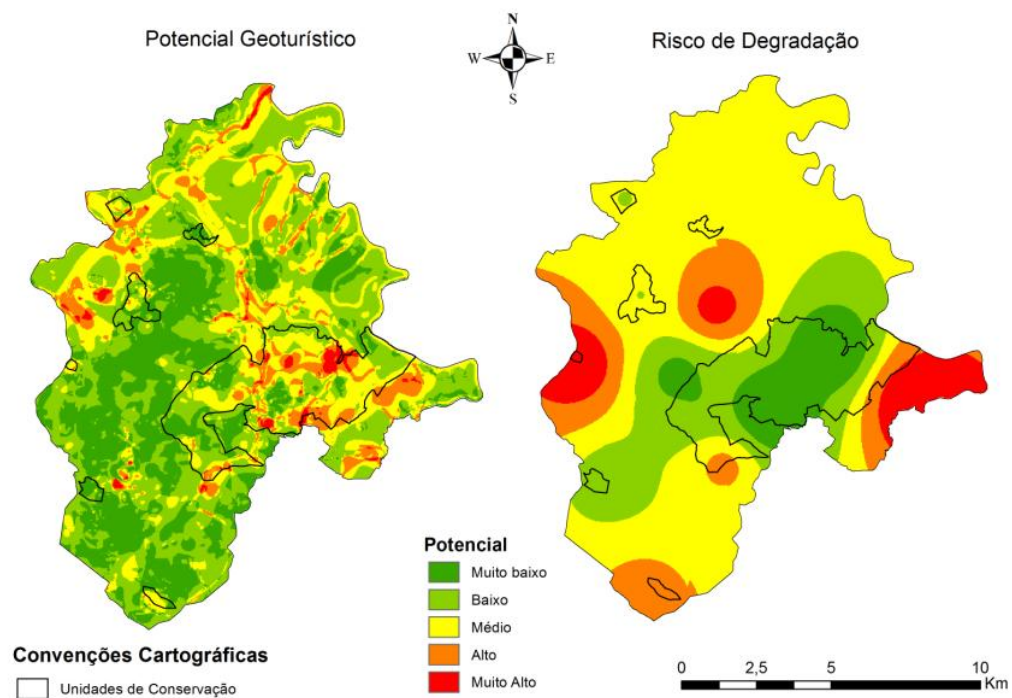 Potencial Geoturístico
N
W
E
S
Risco de Degradação
Potencial
Muito baixo
Baixo
Médio
Alto
Muito Alto
Convenções Cartográficas
Unidades de Conservação
0 2,5 5 10
Km